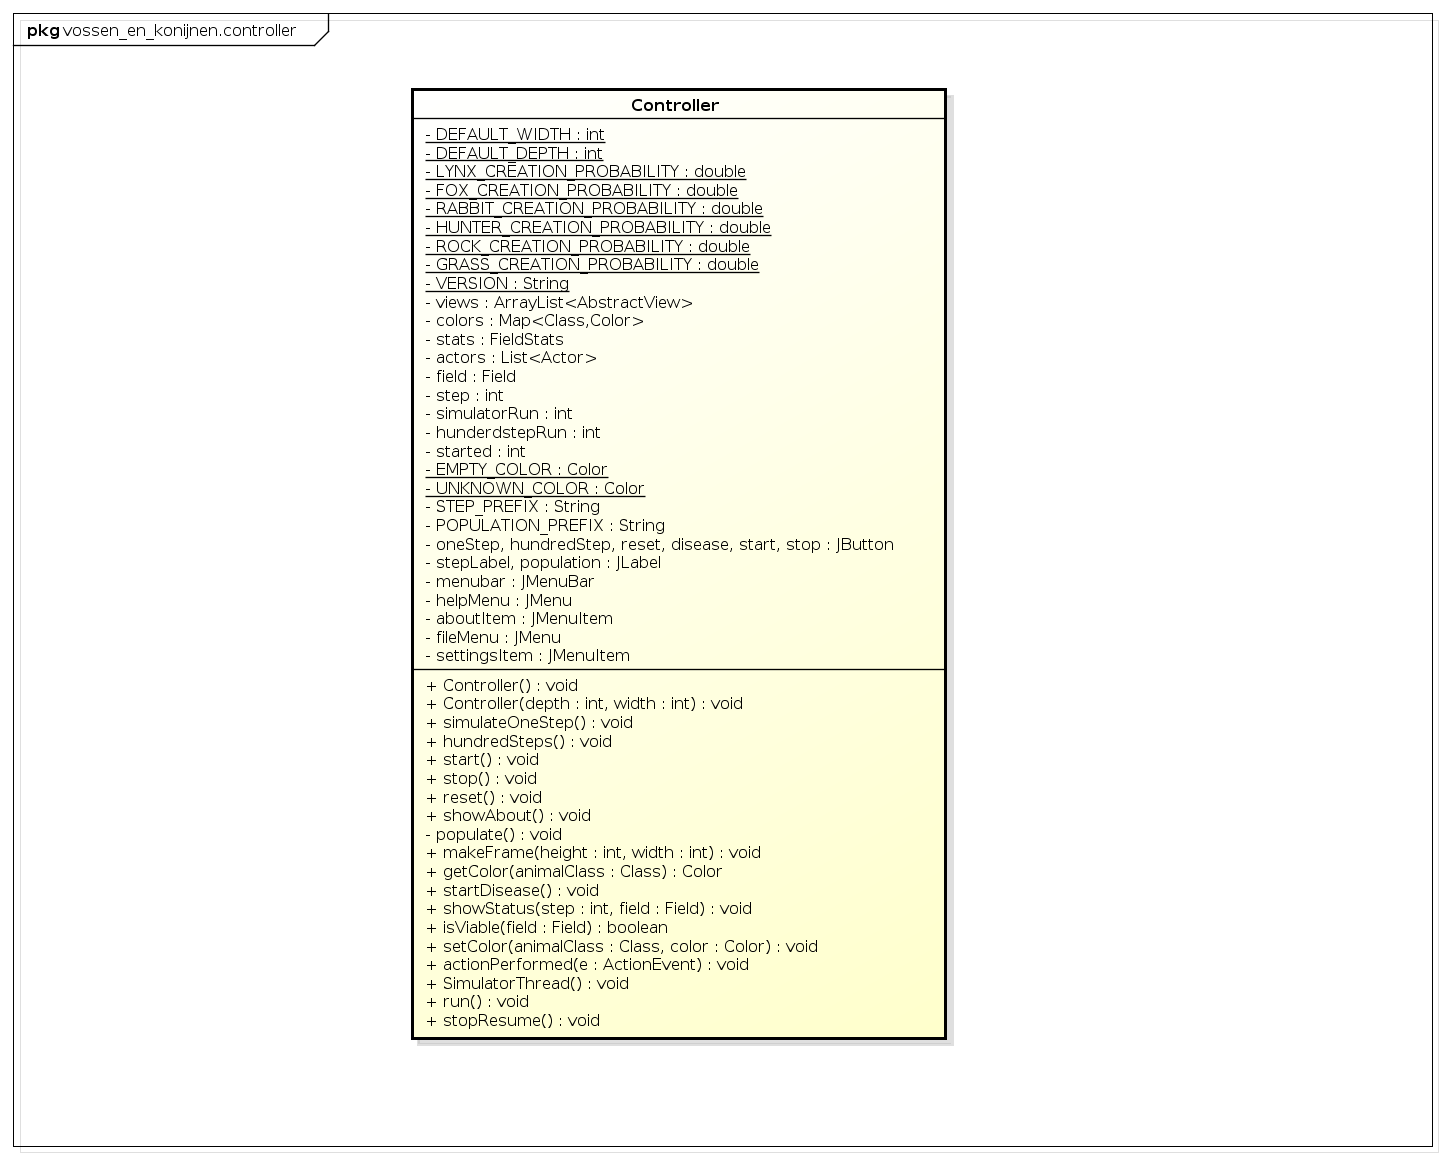 pkg vossen_en_konijnen.controller
Controller
- DEFAULT_WIDTH : int
- DEFAULT_DEPTH : int
- LYNX_CREATION_PROBABILITY : double
- FOX_CREATION_PROBABILITY : double
- RABBIT_CREATION_PROBABILITY : double
- HUNTER_CREATION_PROBABILITY : double
- ROCK_CREATION_PROBABILITY : double
- GRASS_CREATION_PROBABILITY : double
- VERSION : String
- views : ArrayList<AbstractView>
- colors : Map<Class,Color>
- stats : FieldStats
- actors : List<Actor>
- field : Field
- step : int
- simulatorRun : int
- hunderdstepRun : int
- started : int
- EMPTY_COLOR : Color
- UNKNOWN_COLOR : Color
- STEP_PREFIX : String
- POPULATION_PREFIX : String
- oneStep, hundredStep, reset, disease, start, stop : JButton
- stepLabel, population : JLabel
- menubar : JMenuBar
- helpMenu : JMenu
- aboutItem : JMenuItem
- fileMenu : JMenu
- settingsItem : JMenuItem
+ Controller() : void
+ Controller(depth : int, width : int) : void
+ simulateOneStep() : void
+ hundredSteps() : void
+ start() : void
+ stop() : void
+ reset() : void
+ showAbout() : void
- populate() : void
+ makeFrame(height : int, width : int) : void
+ getColor(animalClass : Class) : Color
+ startDisease() : void
+ showStatus(step : int, field : Field) : void
+ isViable(field : Field) : boolean
+ setColor(animalClass : Class, color : Color) : void
+ actionPerformed(e : ActionEvent) : void
+ SimulatorThread() : void
+ run() : void
+ stopResume() : void